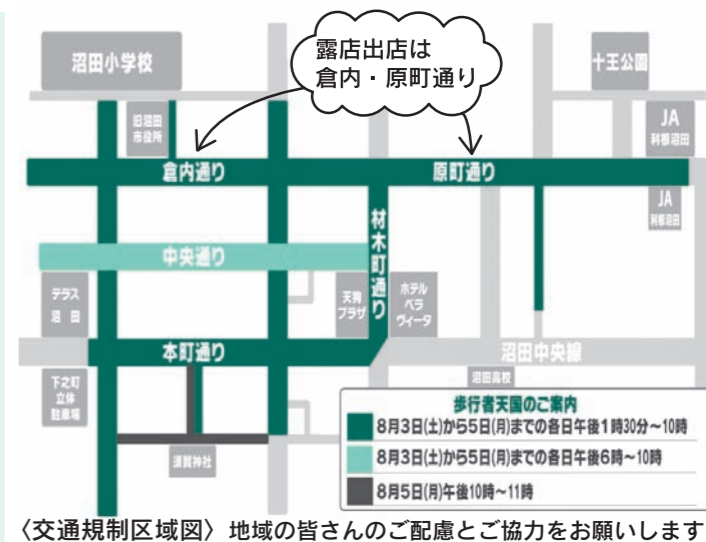 露店出店は
倉内・原町通り
沼田小学校
十王公園
旧沼田
市役所
JA
利根沼田
倉内通り
原町通り
JA
利根沼田
材木町通り
中央通り
テラス
沼田
天狗
プラザ
ホテル
ベラ
ヴィータ
本町通り
沼田中央線
下之町
立体
駐車場
沼田高校
須賀神社
歩行者天国のご案内
8月3日(土)から5日(月)までの各日午後1時30分～10時
8月3日(土)から5日(月)までの各日午後6時～10時
8月5日(月)午後10時～11時
〈交通規制区域図〉地域の皆さんのご配慮とご協力をお願いします